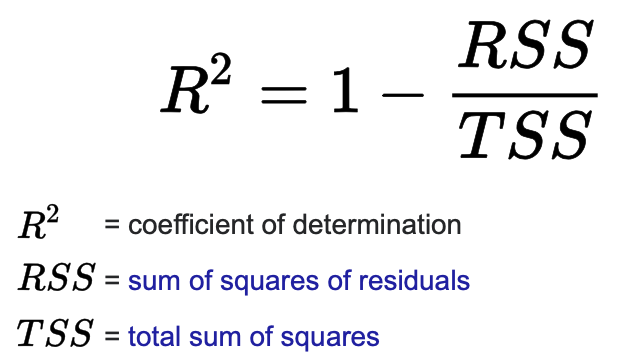 R² = 1 − RSS/TSS
R² = coefficient of determination
RSS = sum of squares of residuals
TSS = total sum of squares